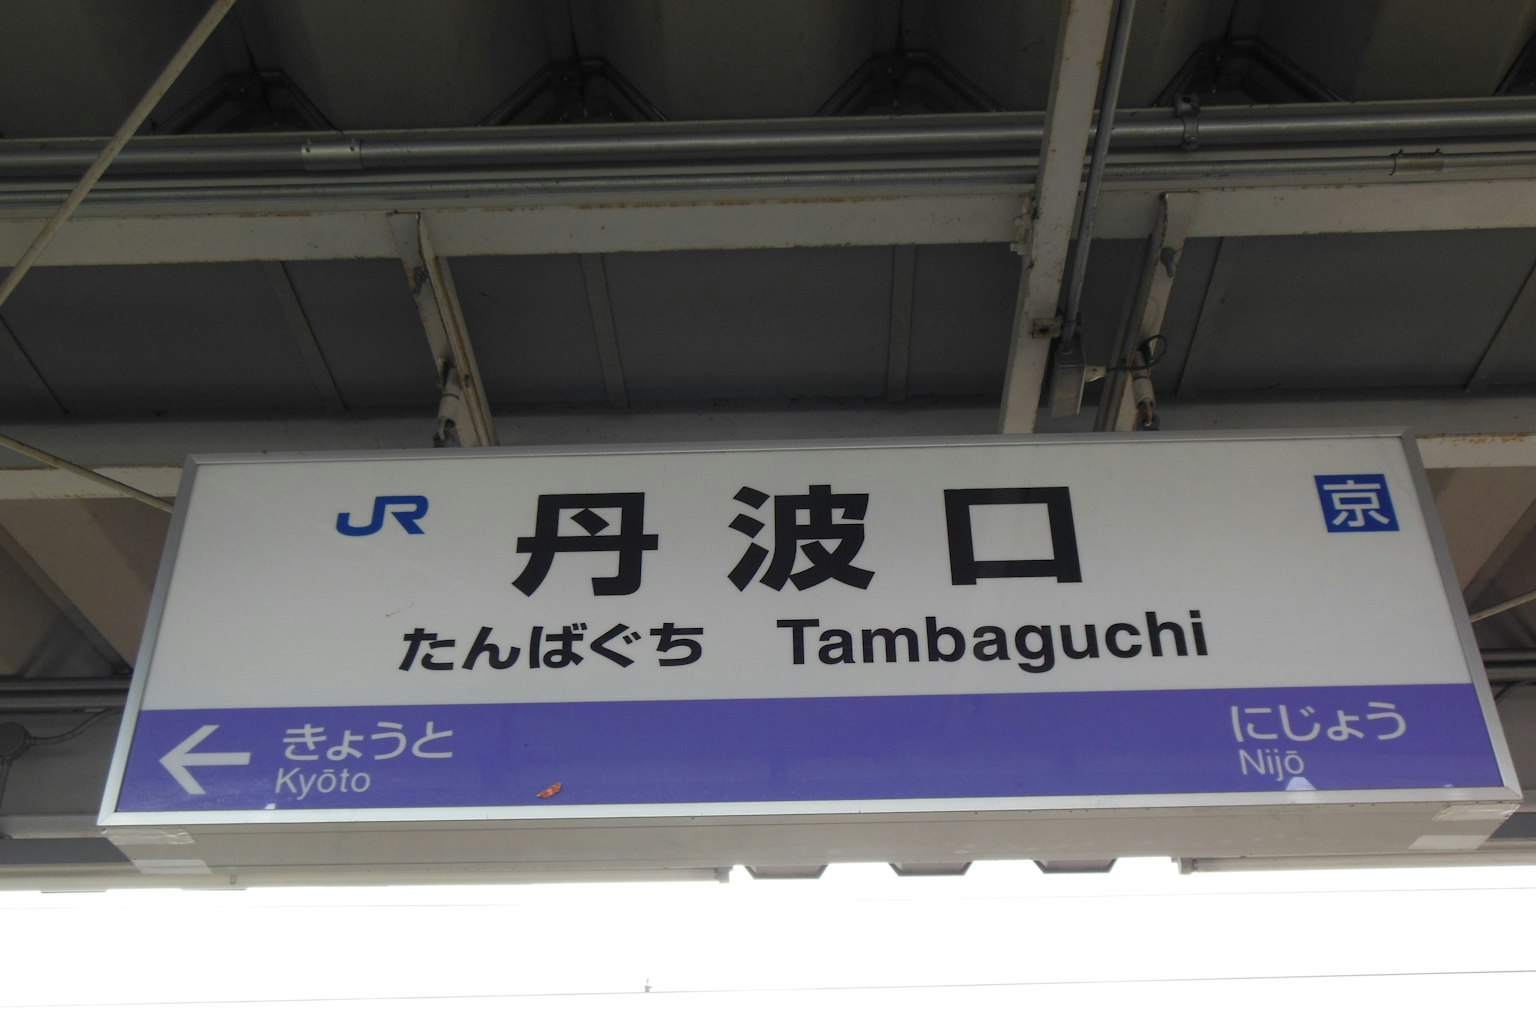 JR 丹波口 京
たんばぐち Tambaguchi
← きょうと にじょう
Kyōto Nijō